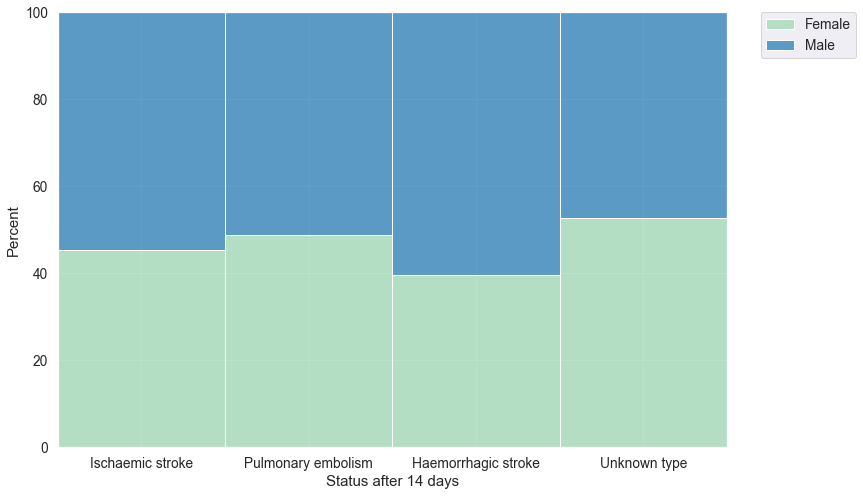 100
80
60
40
20
0
Percent
Ischaemic stroke
Pulmonary embolism
Haemorrhagic stroke
Unknown type
Status after 14 days
Female
Male